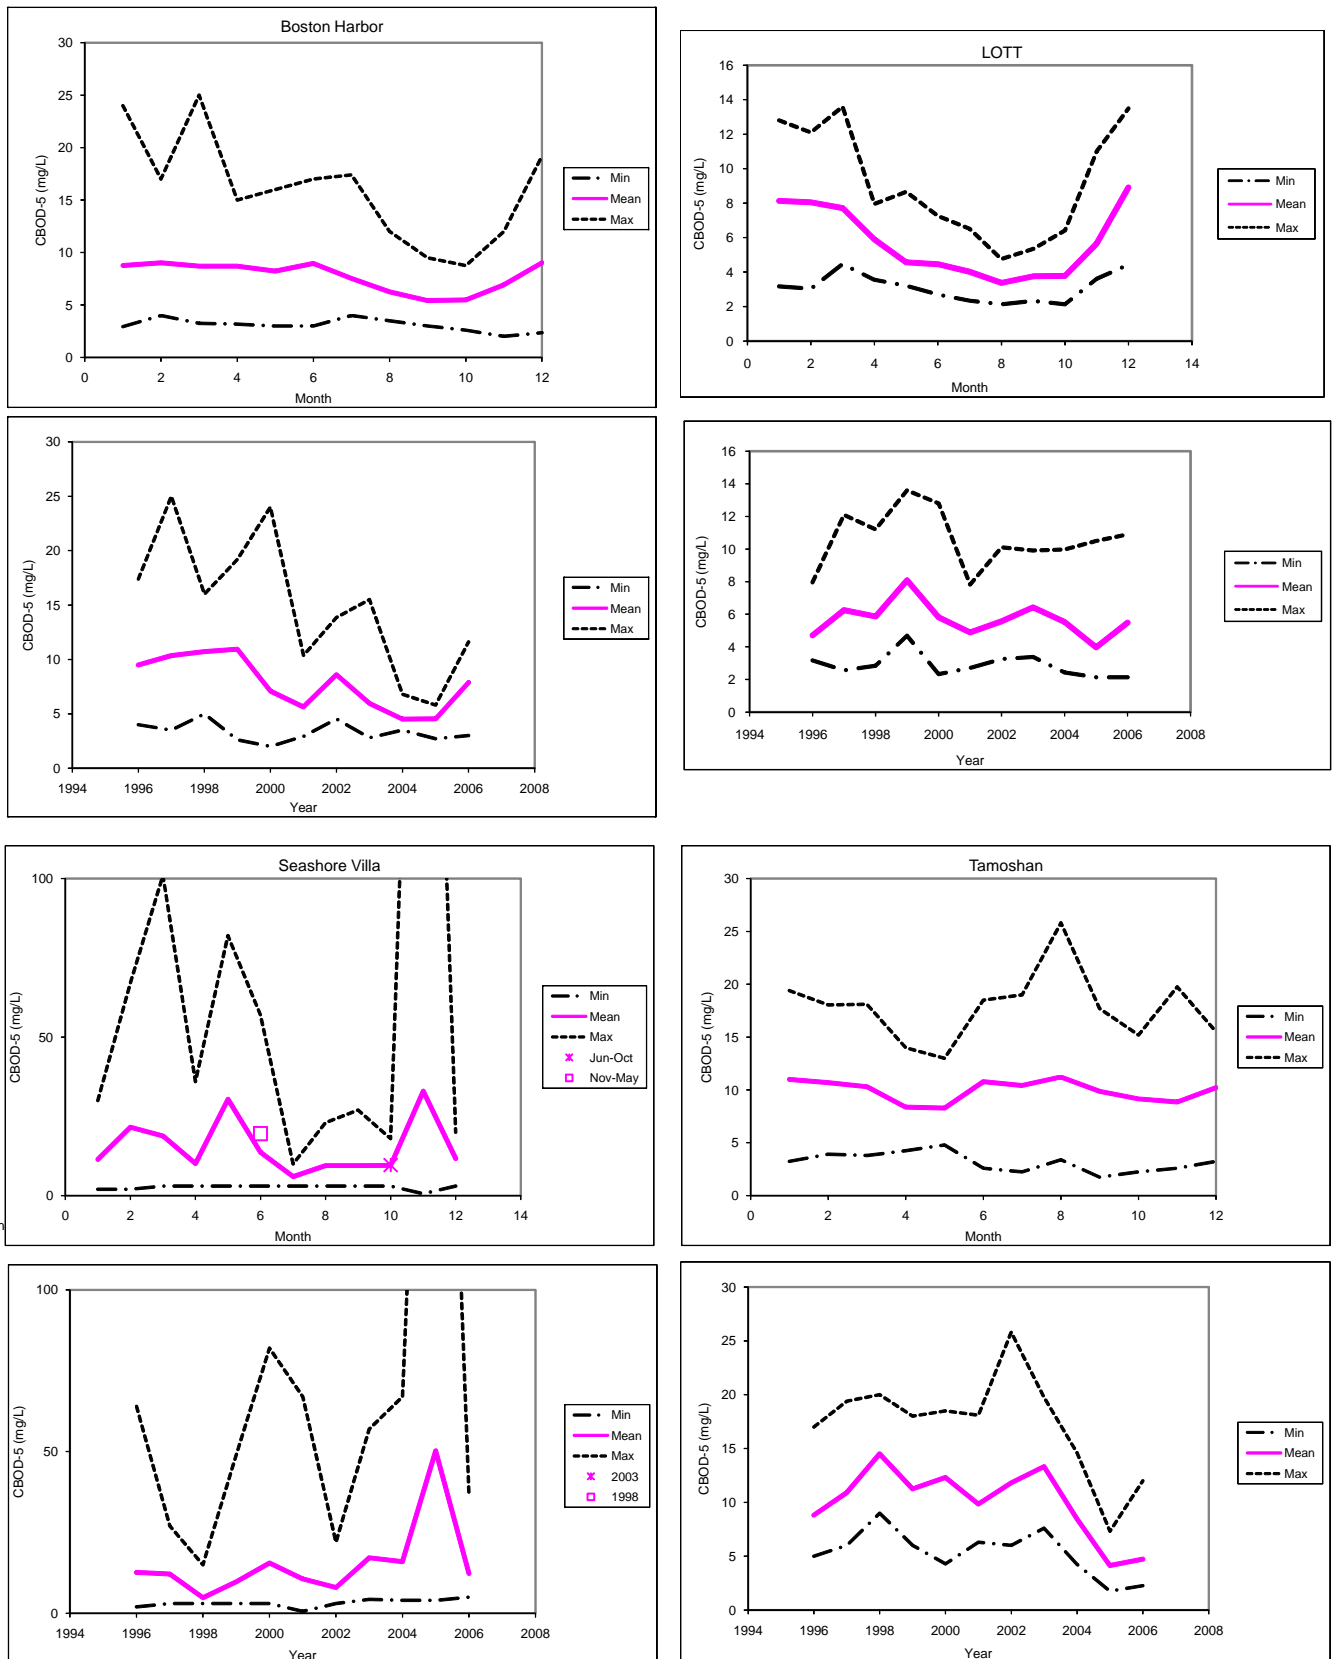 Boston Harbor
30
25
20
15
10
5
0
0 2 4 6 8 10 12
Month
CBOD-5 (mg/L)
Min
Mean
Max
LOTT
16
14
12
10
8
6
4
2
0
0 2 4 6 8 10 12 14
Month
CBOD-5 (mg/L)
Min
Mean
Max
30
25
20
15
10
5
0
1994 1996 1998 2000 2002 2004 2006 2008
Year
CBOD-5 (mg/L)
Min
Mean
Max
16
14
12
10
8
6
4
2
0
1994 1996 1998 2000 2002 2004 2006 2008
Year
CBOD-5 (mg/L)
Min
Mean
Max
Seashore Villa
100
50
0
0 2 4 6 8 10 12 14
Month
CBOD-5 (mg/L)
Min
Mean
Max
Jun-Oct
Nov-May
Tamoshan
30
25
20
15
10
5
0
0 2 4 6 8 10 12
Month
CBOD-5 (mg/L)
Min
Mean
Max
100
50
0
1994 1996 1998 2000 2002 2004 2006 2008
Year
CBOD-5 (mg/L)
Min
Mean
Max
2003
1998
30
25
20
15
10
5
0
1994 1996 1998 2000 2002 2004 2006 2008
Year
CBOD-5 (mg/L)
Min
Mean
Max